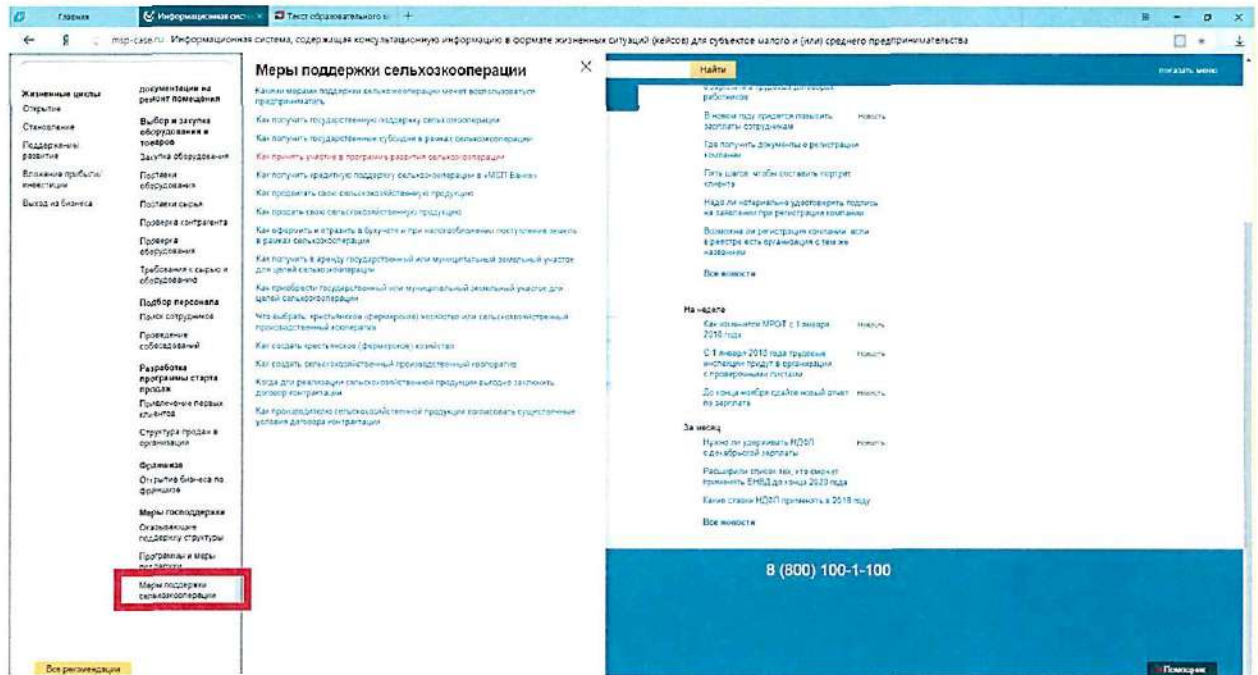 Главная
Информационная сист
Текст образовательного
msp-case.ru Информационная система, содержащая консультационную информацию в формате жизненных ситуаций (кейсов) для субъектов малого и (или) среднего предпринимательства
Жизненные циклы
Открытие
Становление
Поддержание/
развитие
Вложение прибыли/
инвестиции
Выход из бизнеса
Все рекомендации
документация на
ремонт помещения
Выбор и закупка
оборудования и
товаров
Закупка оборудования
Поставки
оборудования
Поставки сырья
Проверка контрагента
Проверка
оборудования
Требования к сырью и
оборудованию
Подбор персонала
Поиск сотрудников
Проведение
собеседований
Разработка
программы старта
продаж
Привлечение первых
клиентов
Структура продаж в
организации
Франшиза
Открытие бизнеса по
франшизе
Меры господдержки
Оказывающие
поддержку структуры
Программы и меры
поддержки
Меры поддержки
сельхозкооперации
Меры поддержки сельхозкооперации
Какими мерами поддержки сельхозкооперации может воспользоваться
предприниматель
Как получить государственную поддержку сельхозкооперации
Как получить государственные субсидии в рамках сельхозкооперации
Как принять участие в программе развития сельхозкооперации
Как получить кредитную поддержку сельхозкооперации в «МСП Банке»
Как продвигать свою сельскохозяйственную продукцию
Как продать свою сельскохозяйственную продукцию
Как оформить и отразить в бухучете и при налогообложении поступление земель
в рамках сельхозкооперации
Как получить в аренду государственный или муниципальный земельный участок
для целей сельхозкооперации
Как приобрести государственный или муниципальный земельный участок для
целей сельхозкооперации
Что выбрать: крестьянское (фермерское) хозяйство или сельскохозяйственный
производственный кооператив
Как создать крестьянское (фермерское) хозяйство
Как создать сельскохозяйственный производственный кооператив
Когда для реализации сельскохозяйственной продукции выгодно заключить
договор контрактации
Как производителю сельскохозяйственной продукции согласовать существенные
условия договора контрактации
Найти
показать меню
о зарплате в трудовых договорах
работников
В новом году придется повысить Новость
зарплаты сотрудникам
Где получить документы о регистрации
компании
Пять шагов, чтобы составить портрет
клиента
Надо ли нотариально удостоверять подпись
на заявлении при регистрации компании
Возможна ли регистрация компании, если
в реестре есть организация с тем же
названием
Все новости
На неделе
Как изменится МРОТ с 1 января Новость
2018 года
С 1 января 2018 года трудовые Новость
инспекции придут в организации
с проверочными листами
До конца ноября сдайте новый отчет Новость
по зарплате
За месяц
Нужно ли удерживать НДФЛ Новость
с декабрьской зарплаты
Расширили список тех, кто сможет
применять ЕНВД до конца 2020 года
Какие ставки НДФЛ применять в 2018 году
Все новости
8 (800) 100-1-100
Помощник